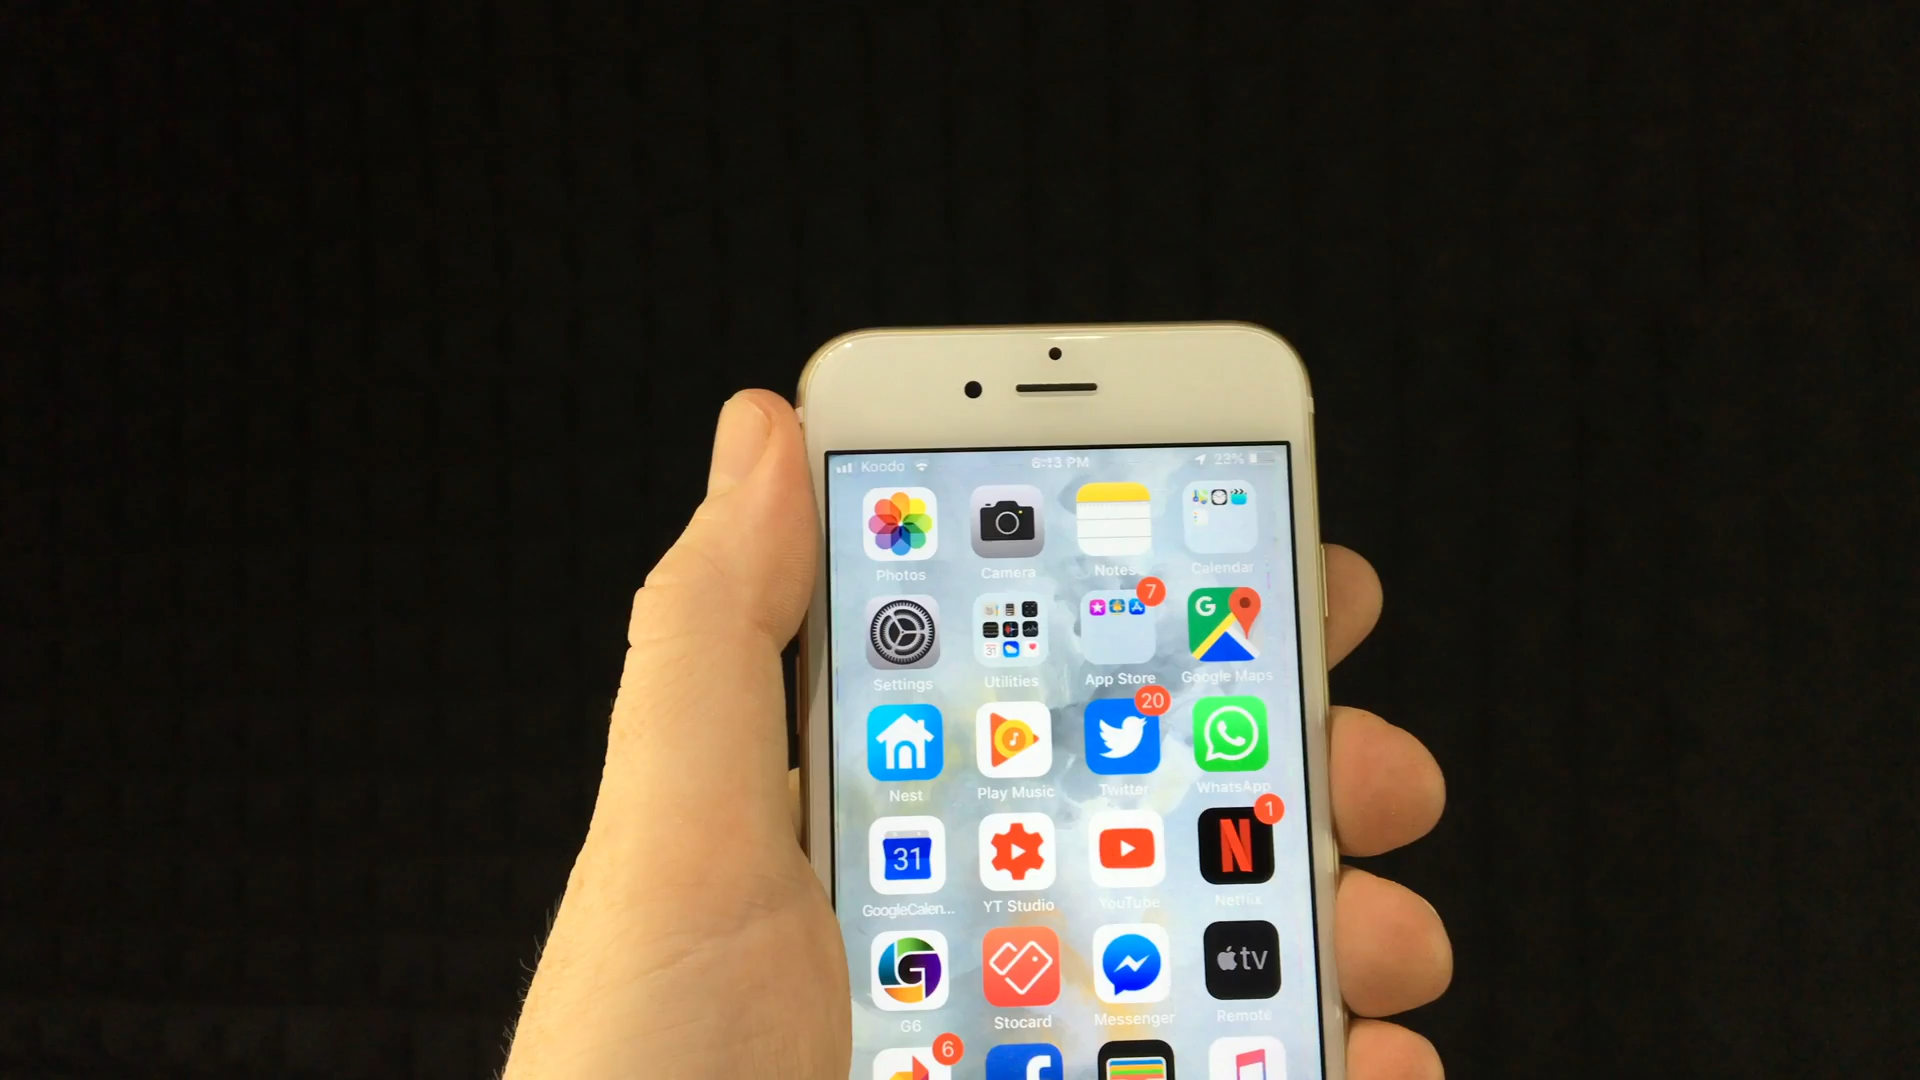 Koodo 6:13 PM 23%
Photos Camera Notes Calendar
7
G
31
Settings Utilities App Store Google Maps
20
Nest Play Music Twitter WhatsApp
1
31 N
GoogleCalen... YT Studio YouTube Netflix
G tv
G6 Stocard Messenger Remote
6
f